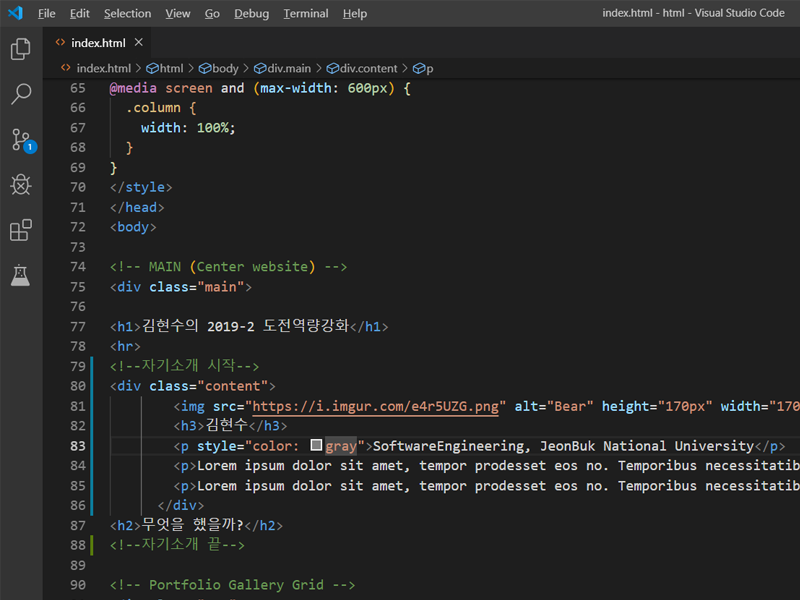 File Edit Selection View Go Debug Terminal Help index.html - html - Visual Studio Code
index.html
index.html > html > body > div.main > div.content > p
65 @media screen and (max-width: 600px) {
66 .column {
67 width: 100%;
68 }
69 }
70 </style>
71 </head>
72 <body>
73
74 <!-- MAIN (Center website) -->
75 <div class="main">
76
77 <h1>김현수의 2019-2 도전역량강화</h1>
78 <hr>
79 <!--자기소개 시작-->
80 <div class="content">
81 <img src="https://i.imgur.com/e4r5UZG.png" alt="Bear" height="170px" width="170
82 <h3>김현수</h3>
83 <p style="color: gray">SoftwareEngineering, JeonBuk National University</p>
84 <p>Lorem ipsum dolor sit amet, tempor prodesset eos no. Temporibus necessitatib
85 <p>Lorem ipsum dolor sit amet, tempor prodesset eos no. Temporibus necessitatib
86 </div>
87 <h2>무엇을 했을까?</h2>
88 <!--자기소개 끝-->
89
90 <!-- Portfolio Gallery Grid -->
1